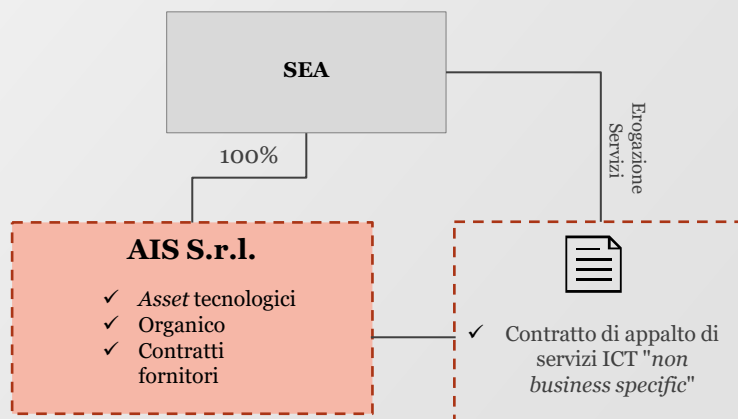 SEA
Erogazione
Servizi
100%
AIS S.r.l.
✓ Asset tecnologici
✓ Organico
✓ Contratti
fornitori
✓ Contratto di appalto di
servizi ICT "non
business specific"